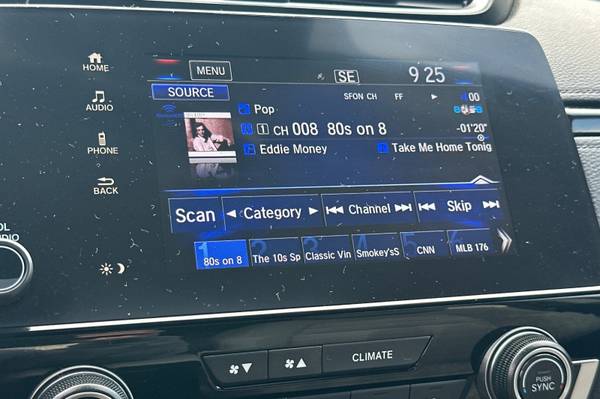 HOME
AUDIO
PHONE
BACK
MENU
SE
9 25
SOURCE
SFON CH FF
00
Pop
1 CH 008 80s on 8
-01'20"
Eddie Money
Take Me Home Tonig
Scan
Category
Channel
Skip
1 80s on 8
2 The 10s Sp
3 Classic Vin
4 Smokey'sS
5 CNN
6 MLB 176
CLIMATE
PUSH
SYNC